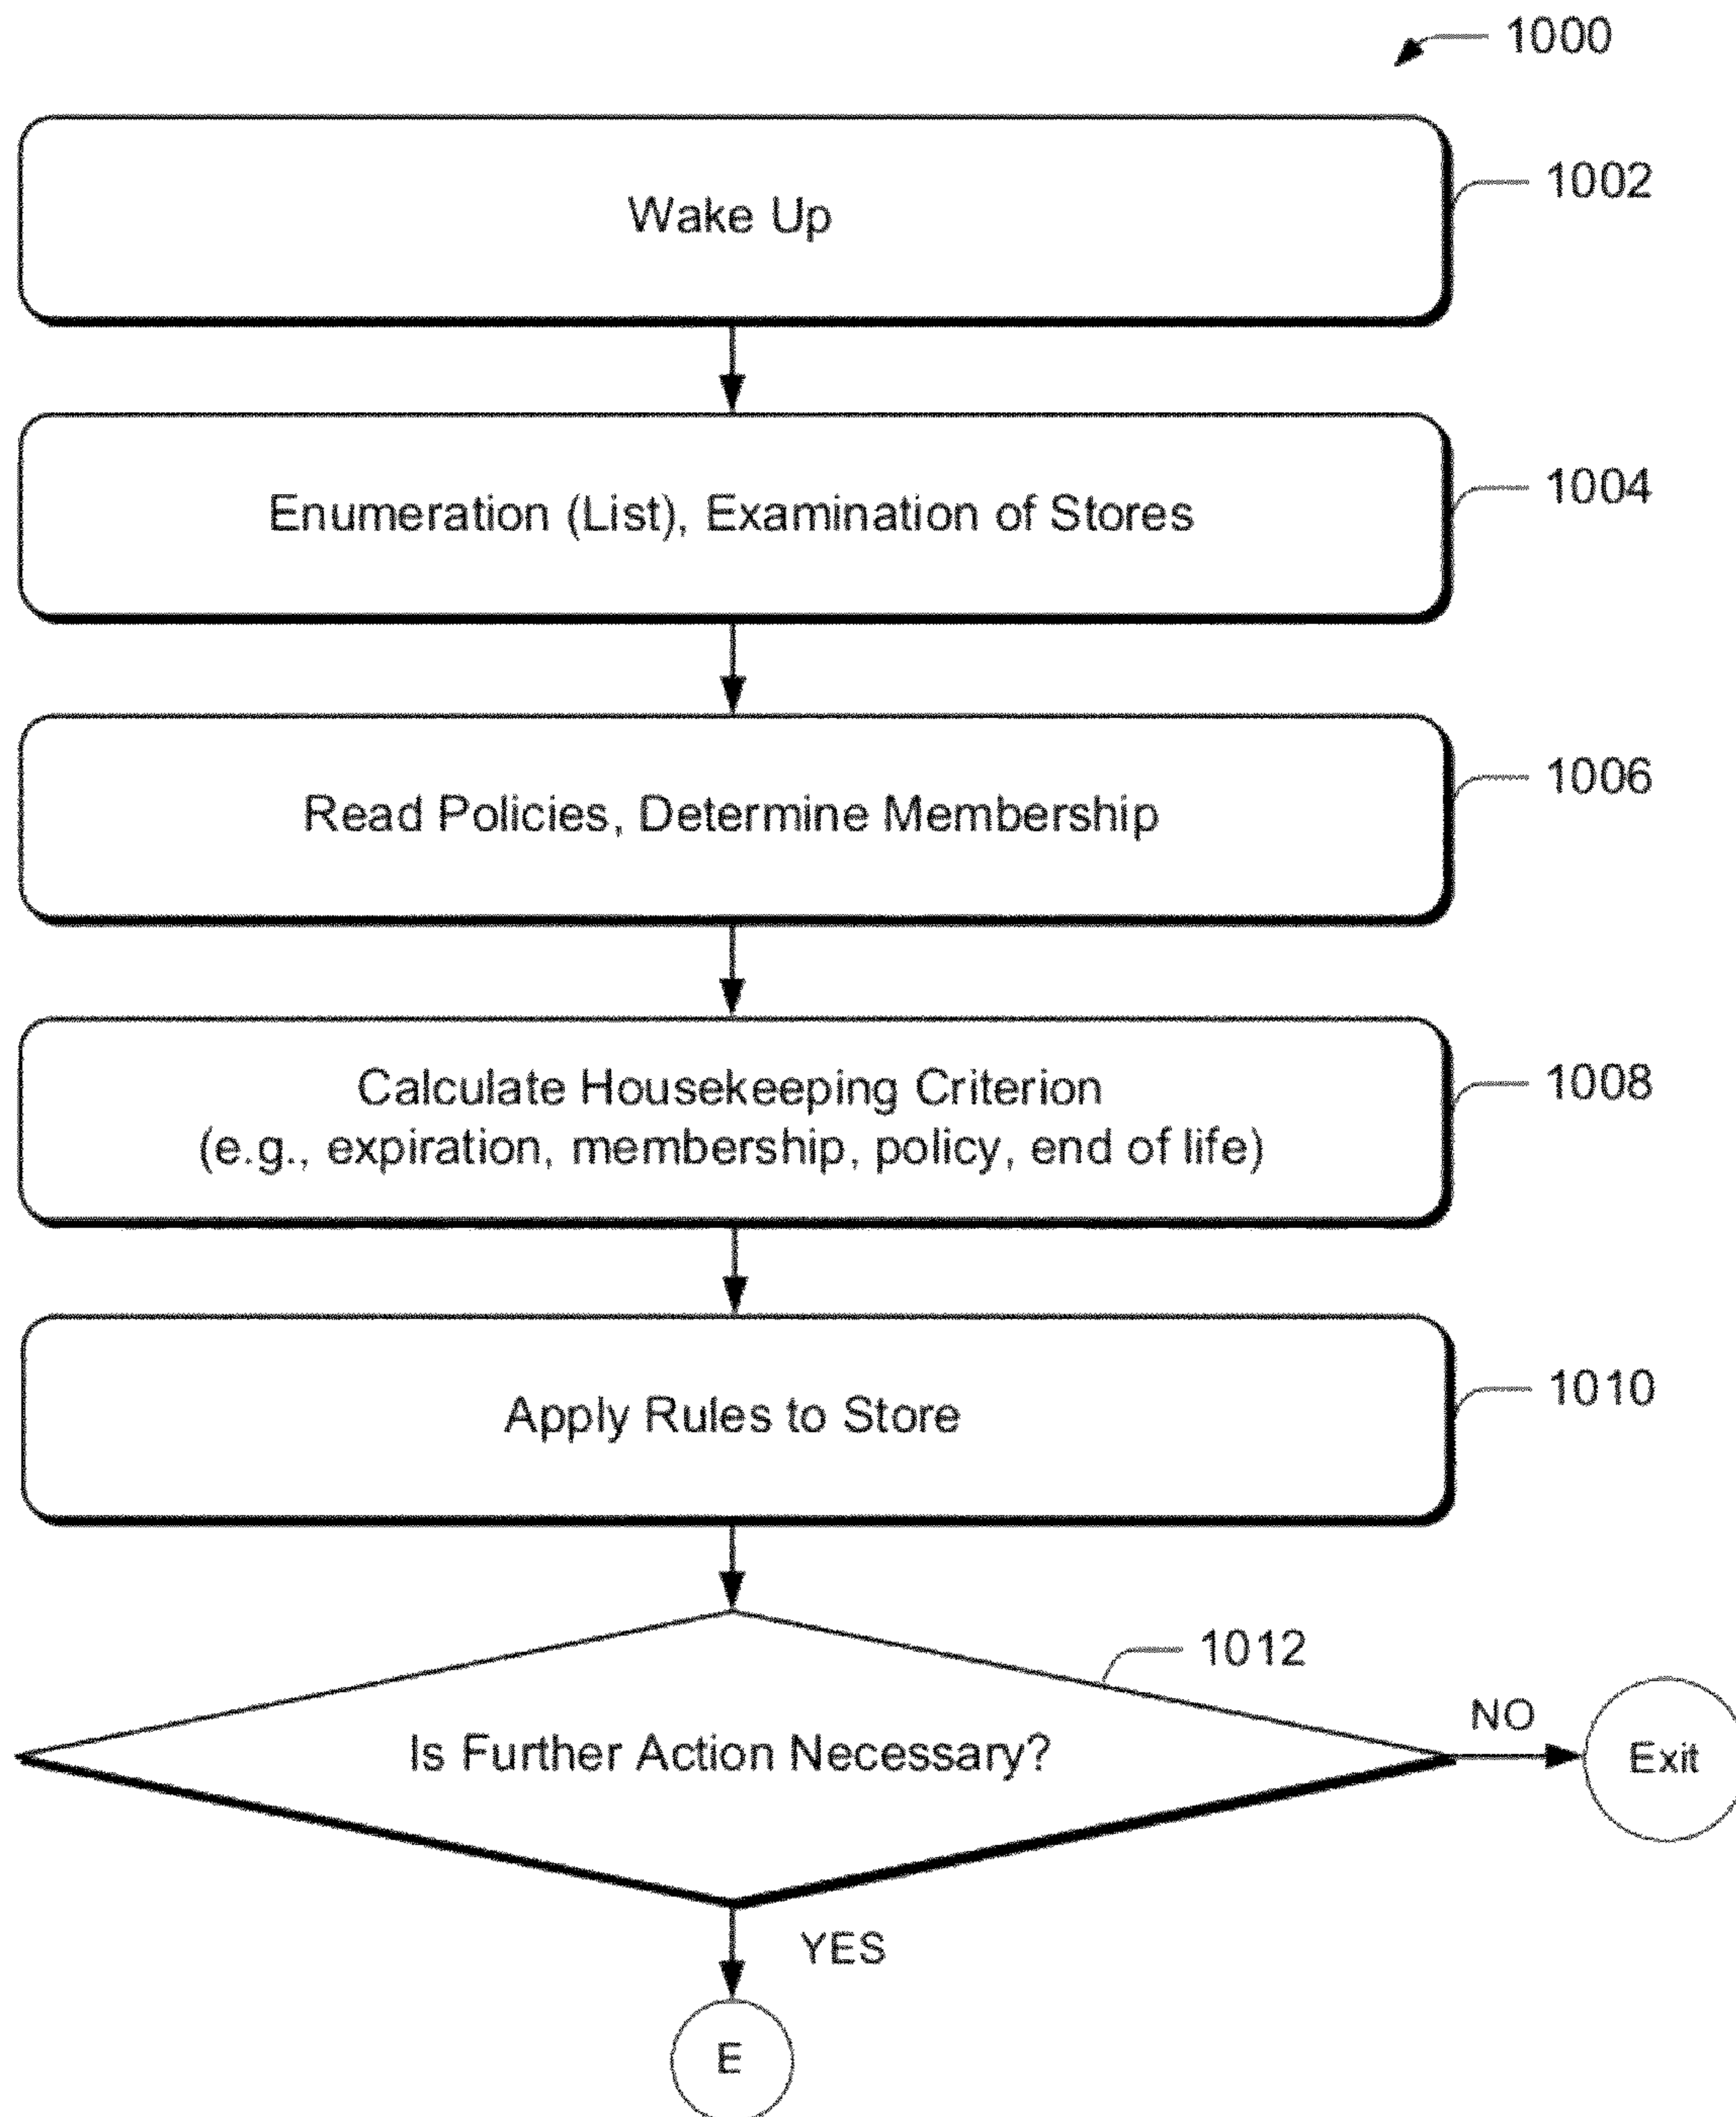 1000
Wake Up
1002
Enumeration (List), Examination of Stores
1004
Read Policies, Determine Membership
1006
Calculate Housekeeping Criterion
(e.g., expiration, membership, policy, end of life)
1008
Apply Rules to Store
1010
1012
Is Further Action Necessary?
NO
Exit
YES
E